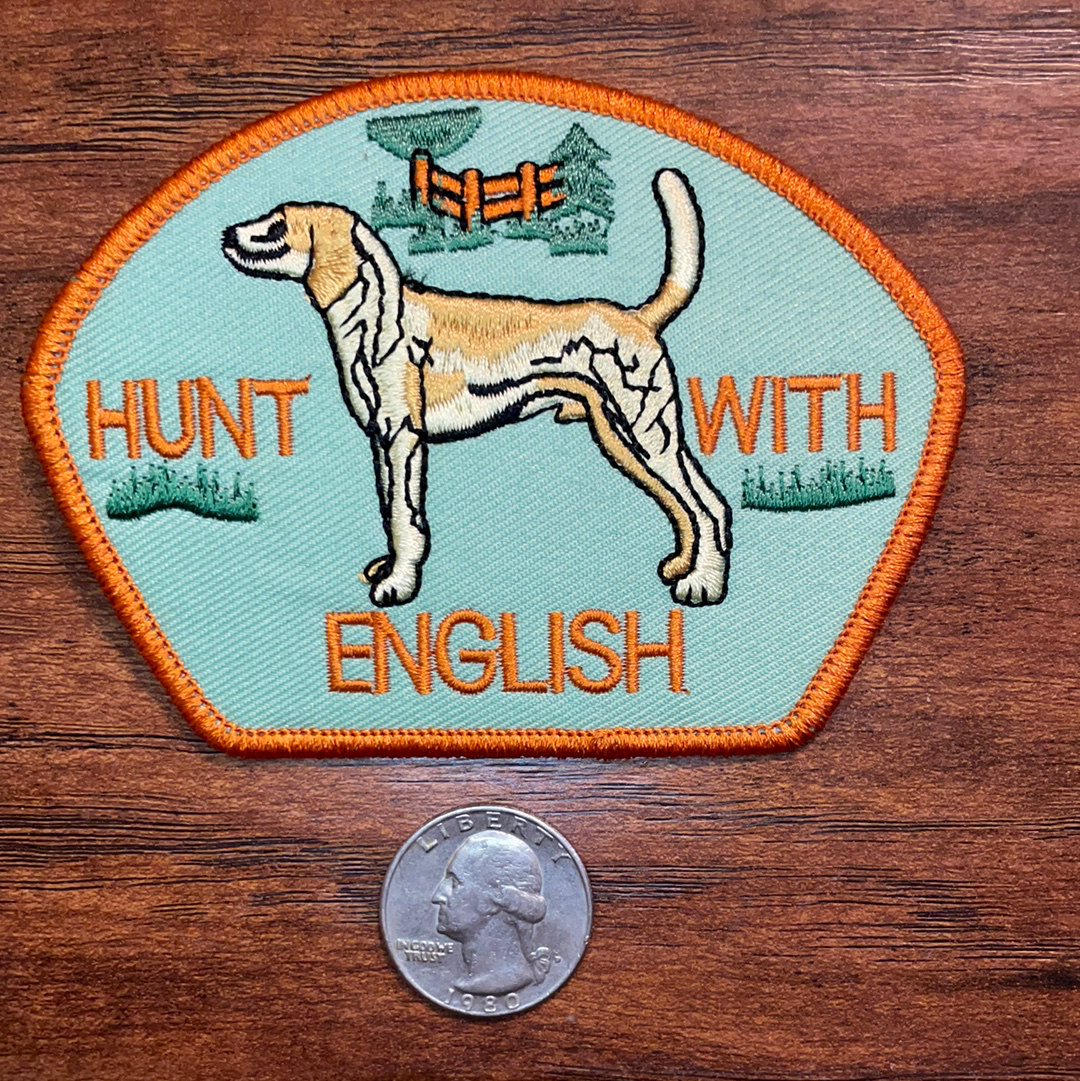 HUNT WITH
ENGLISH
LIBERTY
IN GOD WE
TRUST
1980